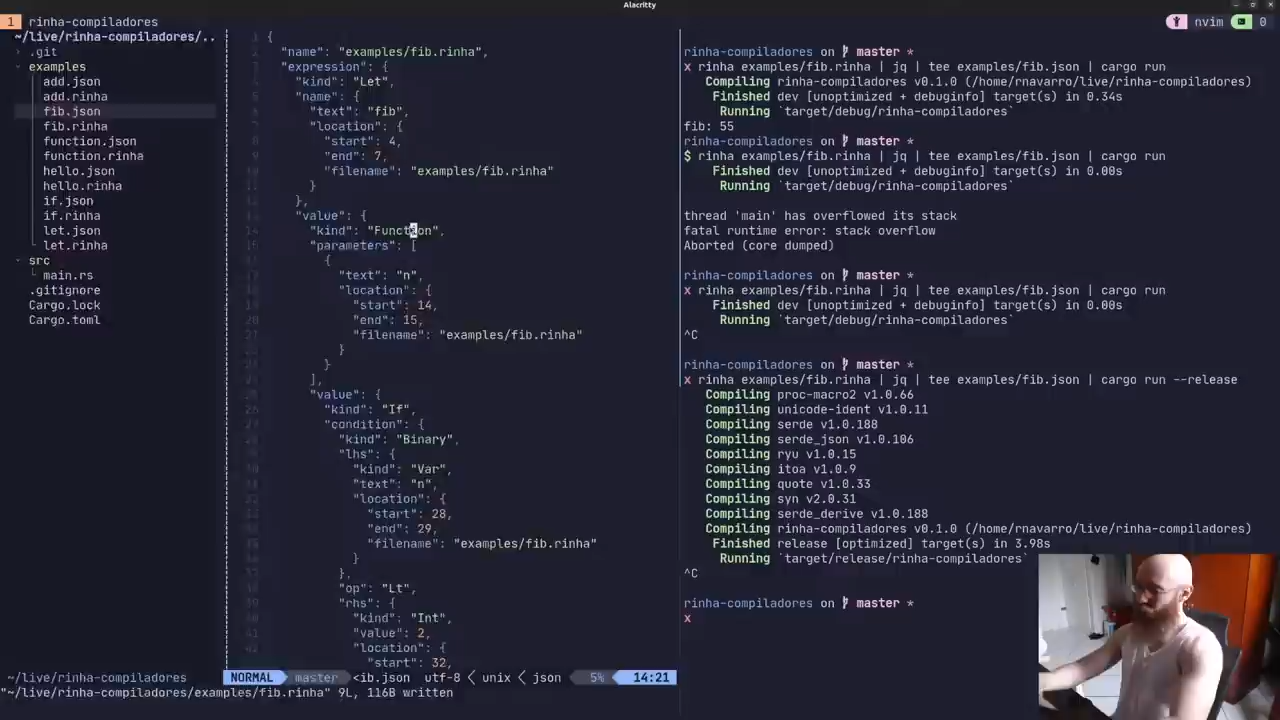 Alacritty
1 rinha-compiladores
nvim 0
~/live/rinha-compiladores/..
.git
examples
add.json
add.rinha
fib.json
fib.rinha
function.json
function.rinha
hello.json
hello.rinha
if.json
if.rinha
let.json
let.rinha
src
main.rs
.gitignore
Cargo.lock
Cargo.toml
{
"name": "examples/fib.rinha",
"expression": {
"kind": "Let",
"name": {
"text": "fib",
"location": {
"start": 4,
"end": 7,
"filename": "examples/fib.rinha"
}
},
"value": {
"kind": "Function",
"parameters": [
{
"text": "n",
"location": {
"start": 14,
"end": 15,
"filename": "examples/fib.rinha"
}
}
],
"value": {
"kind": "If",
"condition": {
"kind": "Binary",
"lhs": {
"kind": "Var",
"text": "n",
"location": {
"start": 28,
"end": 29,
"filename": "examples/fib.rinha"
}
},
"op": "Lt",
"rhs": {
"kind": "Int",
"value": 2,
"location": {
"start": 32,
rinha-compiladores on master *
x rinha examples/fib.rinha | jq | tee examples/fib.json | cargo run
Compiling rinha-compiladores v0.1.0 (/home/rnavarro/live/rinha-compiladores)
Finished dev [unoptimized + debuginfo] target(s) in 0.34s
Running `target/debug/rinha-compiladores`
fib: 55
rinha-compiladores on master *
$ rinha examples/fib.rinha | jq | tee examples/fib.json | cargo run
Finished dev [unoptimized + debuginfo] target(s) in 0.00s
Running `target/debug/rinha-compiladores`
thread 'main' has overflowed its stack
fatal runtime error: stack overflow
Aborted (core dumped)
rinha-compiladores on master *
x rinha examples/fib.rinha | jq | tee examples/fib.json | cargo run
Finished dev [unoptimized + debuginfo] target(s) in 0.00s
Running `target/debug/rinha-compiladores`
^C
rinha-compiladores on master *
x rinha examples/fib.rinha | jq | tee examples/fib.json | cargo run --release
Compiling proc-macro2 v1.0.66
Compiling unicode-ident v1.0.11
Compiling serde v1.0.188
Compiling serde_json v1.0.106
Compiling ryu v1.0.15
Compiling itoa v1.0.9
Compiling quote v1.0.33
Compiling syn v2.0.31
Compiling serde_derive v1.0.188
Compiling rinha-compiladores v0.1.0 (/home/rnavarro/live/rinha-compiladores)
Finished release [optimized] target(s) in 3.98s
Running `target/release/rinha-compiladores`
^C
rinha-compiladores on master *
x
~/live/rinha-compiladores
NORMAL master <ib.json utf-8 < unix < json 5% 14:21
"~/live/rinha-compiladores/examples/fib.rinha" 9L, 116B written